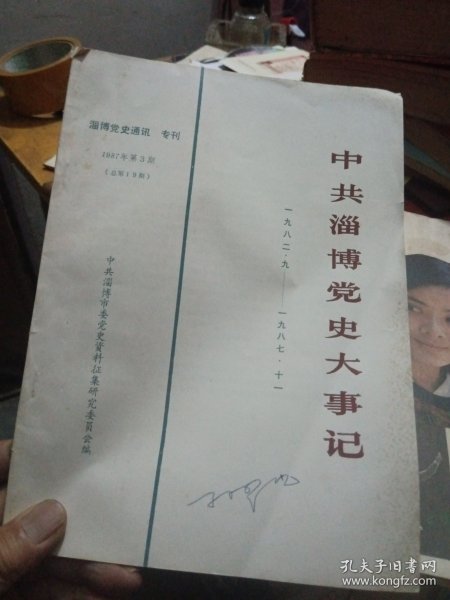 淄博党史通讯 专刊
1987年第3期
（总第19期）
中共淄博党史大事记
一九八二·九——一九八七·十一
中共淄博市委党史资料征集研究委员会编
孔夫子旧书网
www.kongfz.com